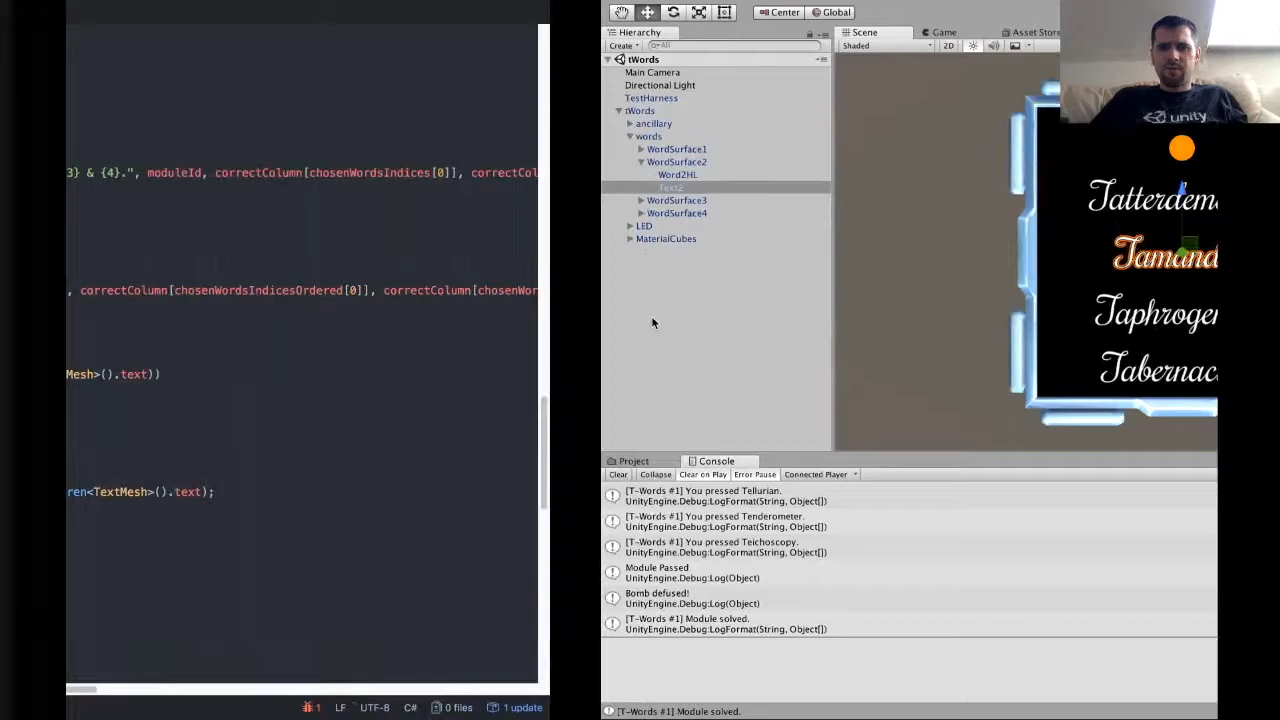 3} & {4}.", moduleId, correctColumn[chosenWordsIndices[0]], correctCol
, correctColumn[chosenWordsIndicesOrdered[0]], correctColumn[chosenWor
Mesh>().text))
ren<TextMesh>().text);
1
LF
UTF-8
C#
0 files
1 update
Center
Global
Hierarchy
Create
All
tWords
Main Camera
Directional Light
TestHarness
tWords
ancillary
words
WordSurface1
WordSurface2
Word2HL
Text2
WordSurface3
WordSurface4
LED
MaterialCubes
Scene
Game
Asset Store
Shaded
2D
unity
Tatterdem
Tamand
Taphrogen
Tabernac
Project
Console
Clear
Collapse
Clear on Play
Error Pause
Connected Player
[T-Words #1] You pressed Tellurian.
UnityEngine.Debug:LogFormat(String, Object[])
[T-Words #1] You pressed Tenderometer.
UnityEngine.Debug:LogFormat(String, Object[])
[T-Words #1] You pressed Teichoscopy.
UnityEngine.Debug:LogFormat(String, Object[])
Module Passed
UnityEngine.Debug:Log(Object)
Bomb defused!
UnityEngine.Debug:Log(Object)
[T-Words #1] Module solved.
UnityEngine.Debug:LogFormat(String, Object[])
[T-Words #1] Module solved.